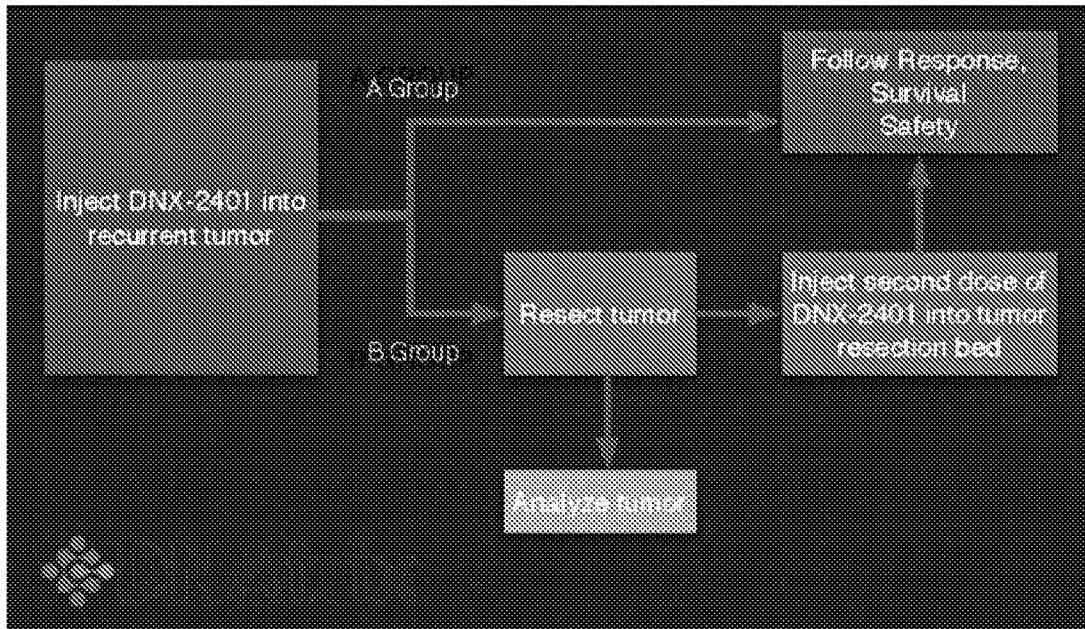 Inject DNX-2401 into
recurrent tumor
A Group
B Group
Resect tumor
Analyze tumor
Inject second dose of
DNX-2401 into tumor
resection bed
Follow Response,
Survival
Safety